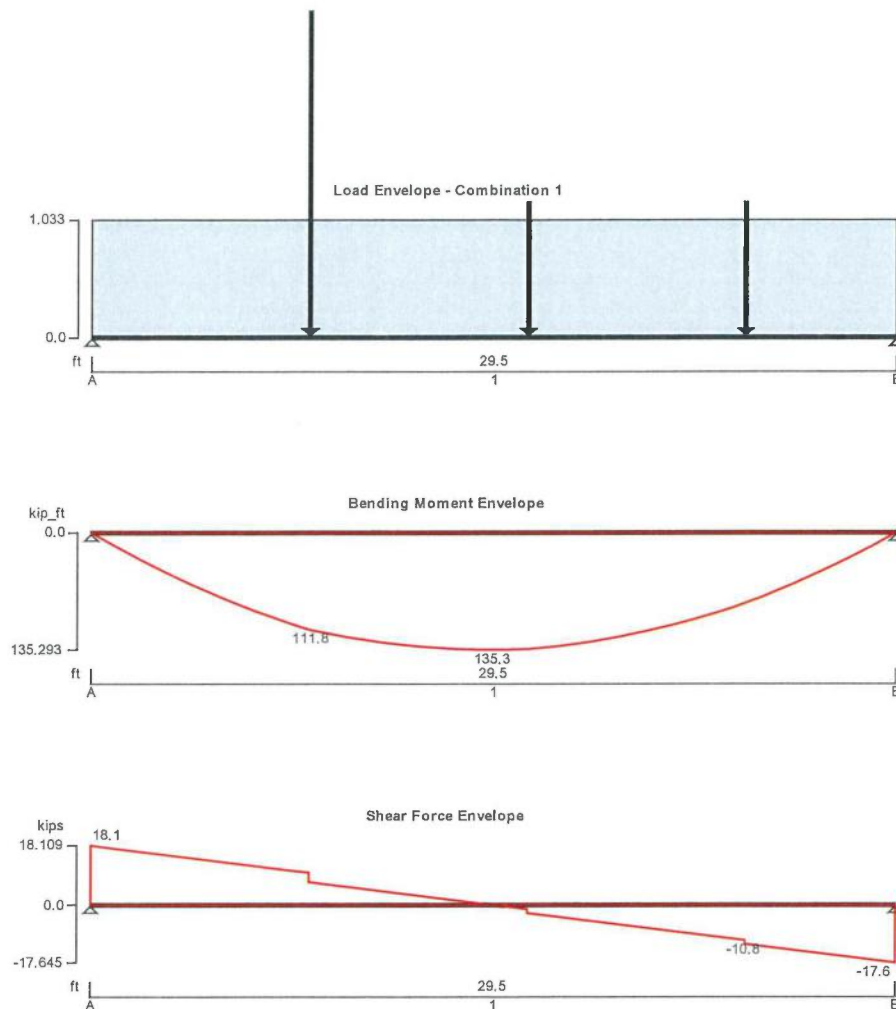 Load Envelope - Combination 1
1.033
0.0
ft
29.5
A
1
Bending Moment Envelope
kip_ft
0.0
111.8
135.293
135.3
ft
29.5
A
1
Shear Force Envelope
kips
18.1
18.109
0.0
-10.8
-17.645
-17.6
ft
29.5
A
1